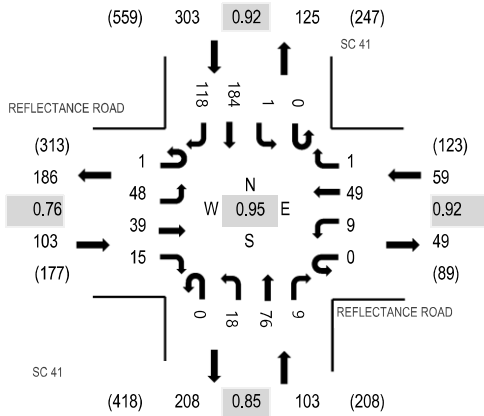 (559) 303 0.92 125 (247)
SC 41
118 184 1 0
REFLECTANCE ROAD
(313) (123)
186 1 1 59
48 N 49
0.76 W 0.95 E 0.92
39 9
103 S 49
15 0
(177) (89)
0 18 76 9
REFLECTANCE ROAD
SC 41
(418) 208 0.85 103 (208)